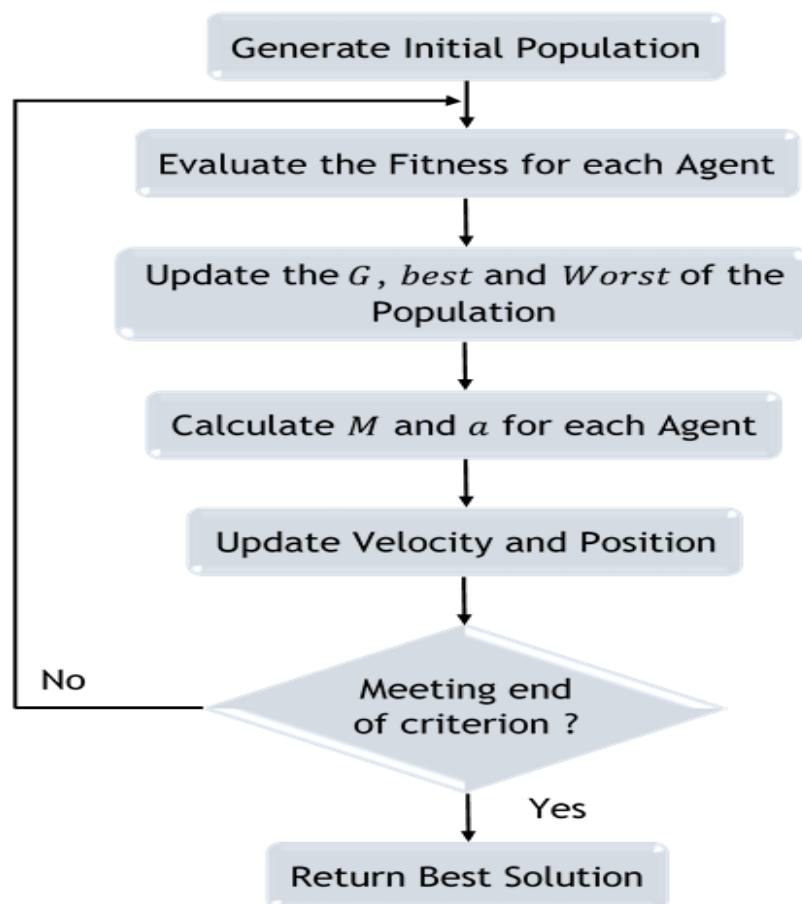 Generate Initial Population
Evaluate the Fitness for each Agent
Update the G, best and Worst of the
Population
Calculate M and a for each Agent
Update Velocity and Position
No
Meeting end
of criterion ?
Yes
Return Best Solution